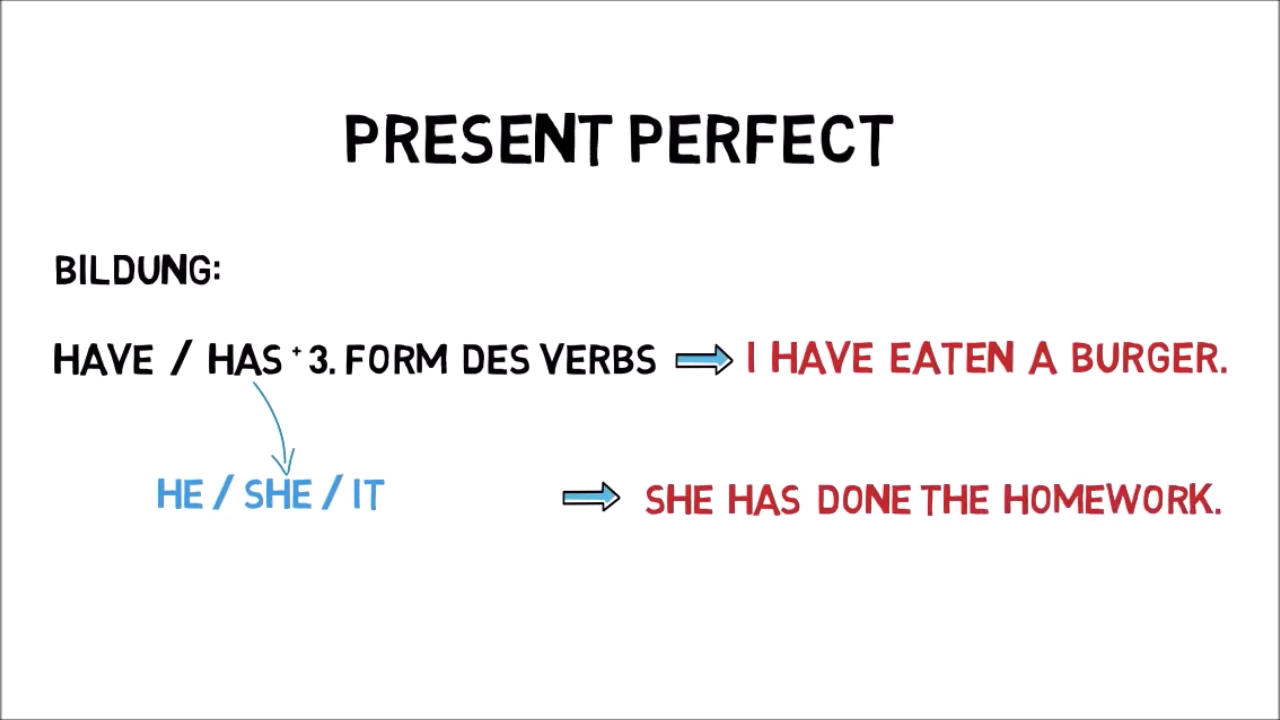 PRESENT PERFECT
BILDUNG:
HAVE / HAS + 3. FORM DES VERBS I HAVE EATEN A BURGER.
HE / SHE / IT SHE HAS DONE THE HOMEWORK.